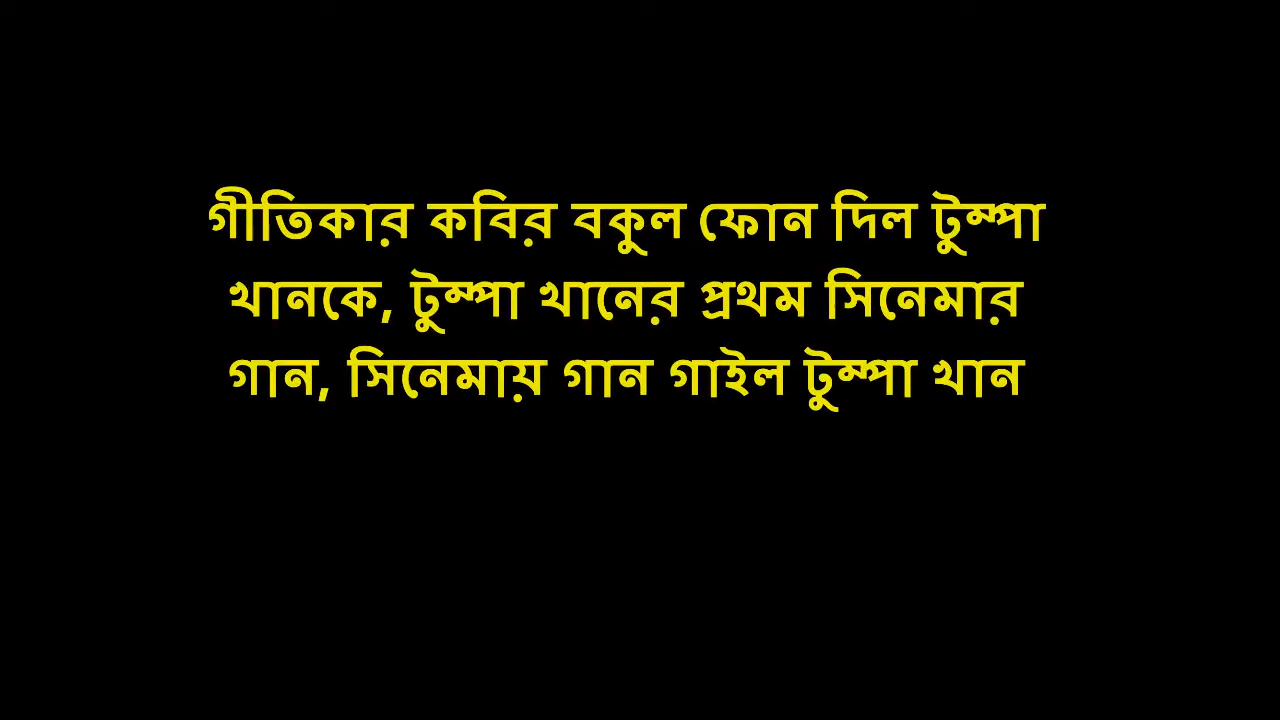 গীতিকার কবির বকুল ফোন দিল টুম্পা
খানকে, টুম্পা খানের প্রথম সিনেমার
গান, সিনেমায় গান গাইল টুম্পা খান